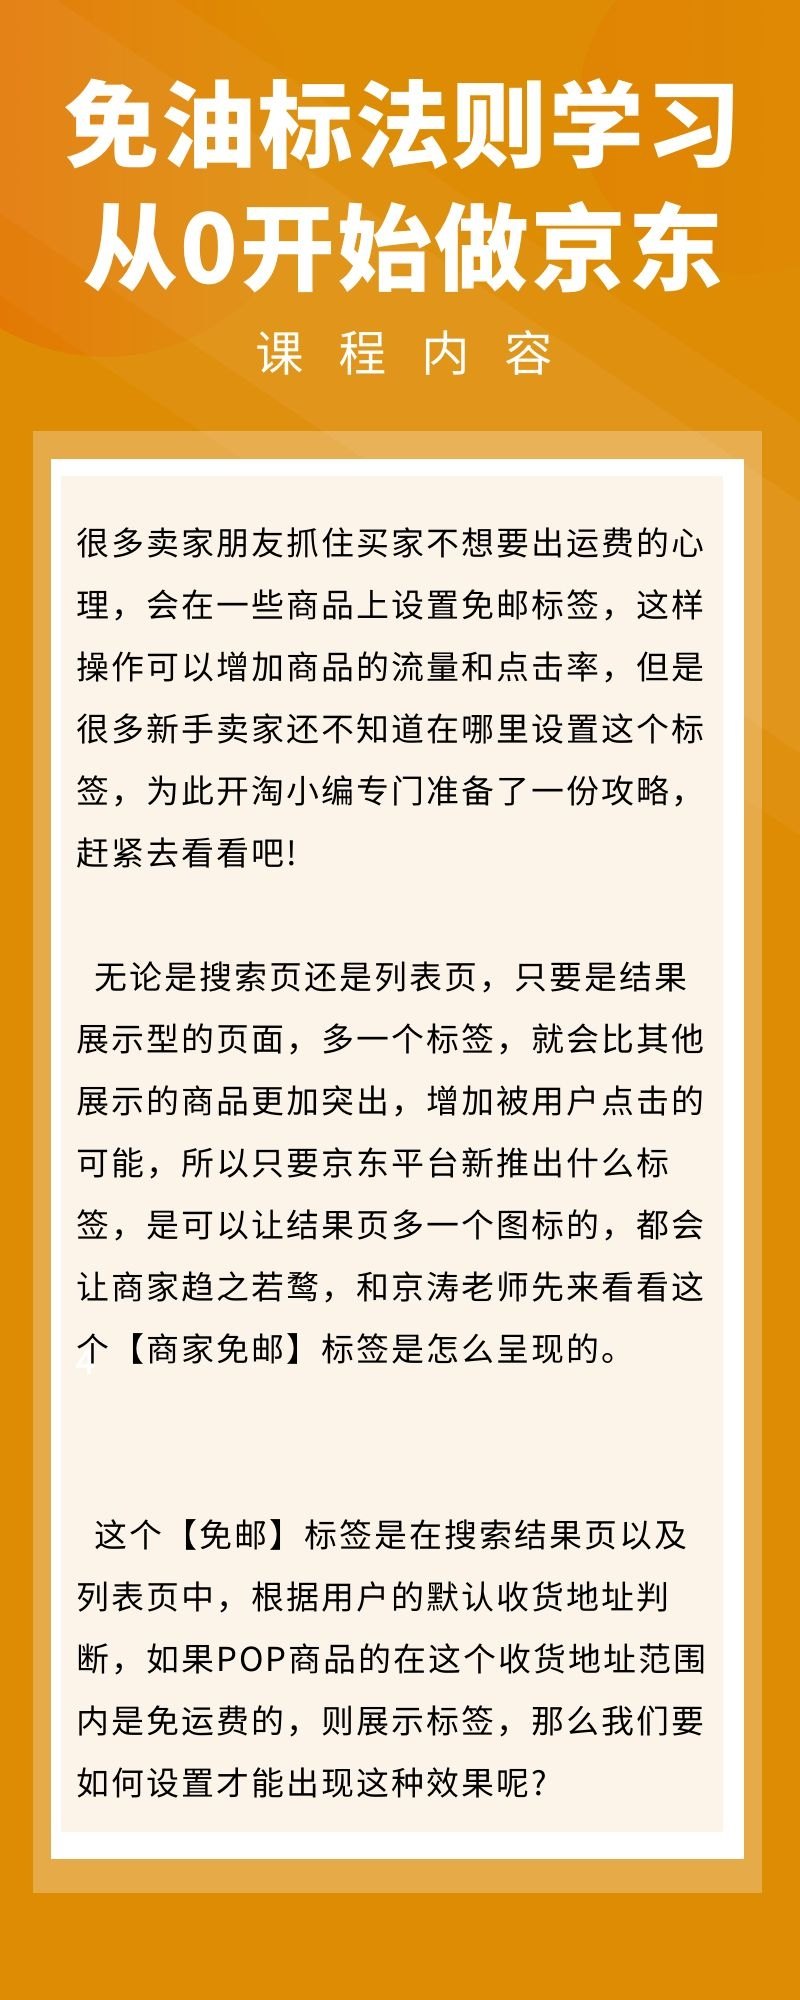 免油标法则学习
从0开始做京东
课程内容
很多卖家朋友抓住买家不想要出运费的心
理，会在一些商品上设置免邮标签，这样
操作可以增加商品的流量和点击率，但是
很多新手卖家还不知道在哪里设置这个标
签，为此开淘小编专门准备了一份攻略，
赶紧去看看吧!
无论是搜索页还是列表页，只要是结果
展示型的页面，多一个标签，就会比其他
展示的商品更加突出，增加被用户点击的
可能，所以只要京东平台新推出什么标
签，是可以让结果页多一个图标的，都会
让商家趋之若鹜，和京涛老师先来看看这
个【商家免邮】标签是怎么呈现的。
4
这个【免邮】标签是在搜索结果页以及
列表页中，根据用户的默认收货地址判
断，如果POP商品的在这个收货地址范围
内是免运费的，则展示标签，那么我们要
如何设置才能出现这种效果呢?